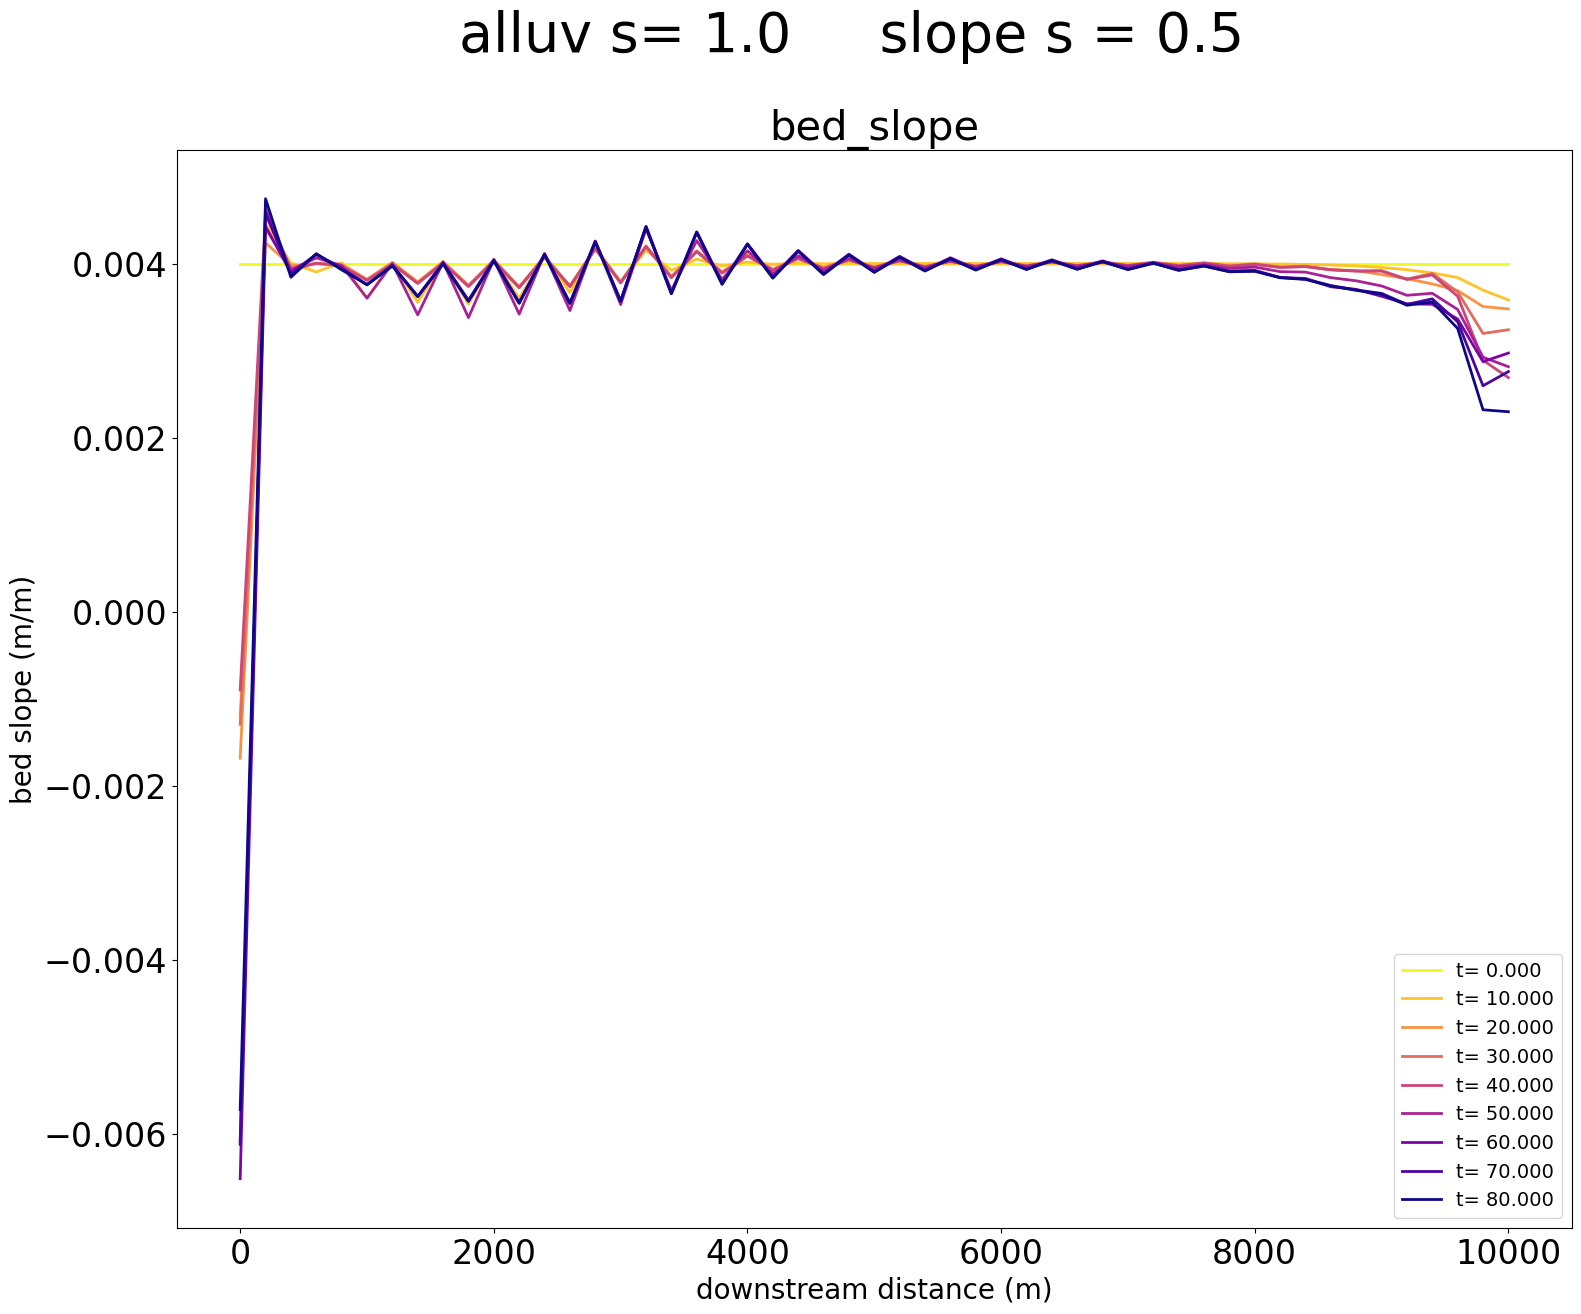 alluv s= 1.0     slope s = 0.5
bed_slope
bed slope (m/m)
0.004
0.002
0.000
−0.002
−0.004
−0.006
0 2000 4000 6000 8000 10000
downstream distance (m)
t= 0.000
t= 10.000
t= 20.000
t= 30.000
t= 40.000
t= 50.000
t= 60.000
t= 70.000
t= 80.000